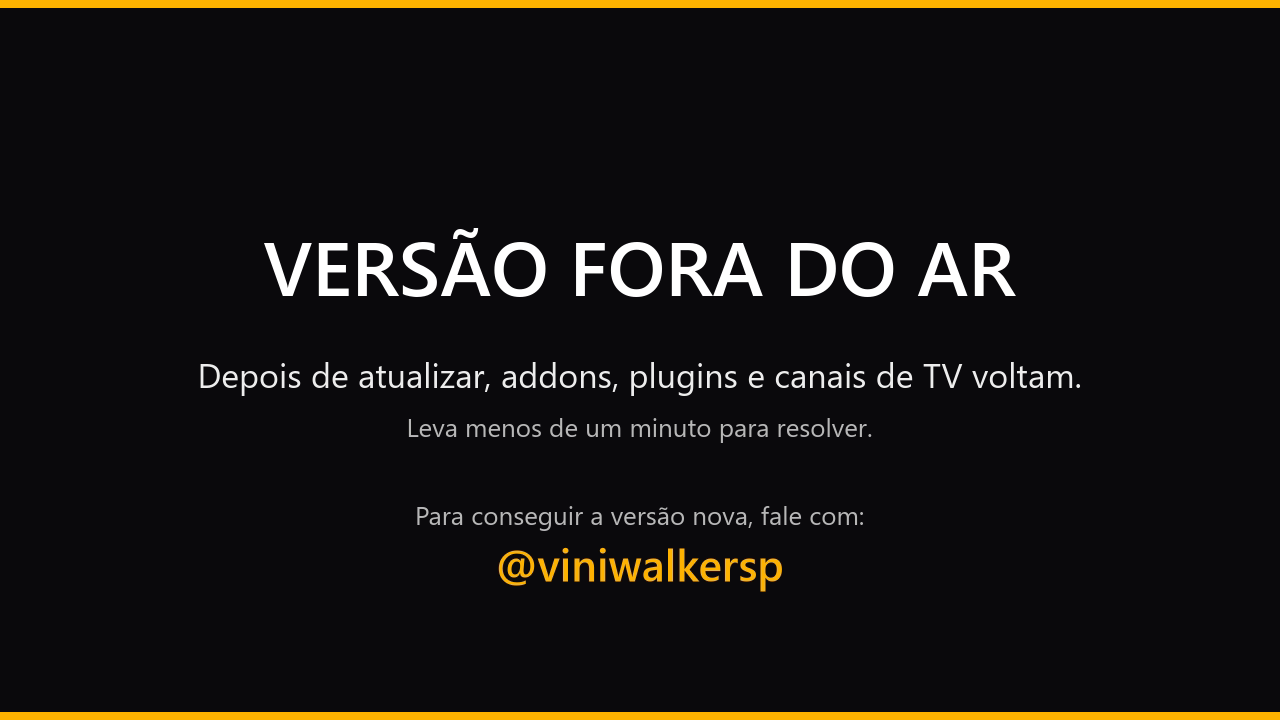 VERSÃO FORA DO AR
Depois de atualizar, addons, plugins e canais de TV voltam.
Leva menos de um minuto para resolver.
Para conseguir a versão nova, fale com:
@viniwalkersp